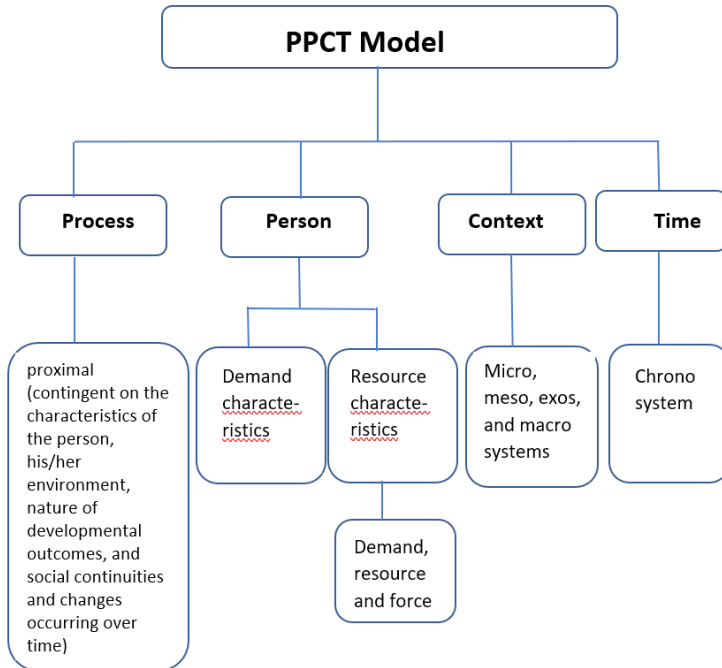 PPCT Model
Process
Person
Context
Time
proximal
(contingent on the
characteristics of
the person,
his/her
environment,
nature of
developmental
outcomes, and
social continuities
and changes
occurring over
time)
Demand
characte-
ristics
Resource
characte-
ristics
Micro,
meso, exos,
and macro
systems
Chrono
system
Demand,
resource
and force